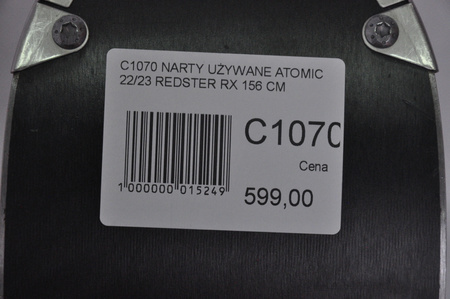 C1070 NARTY UŻYWANE ATOMIC
22/23 REDSTER RX 156 CM
C1070
Cena
1 000000 015249
599,00